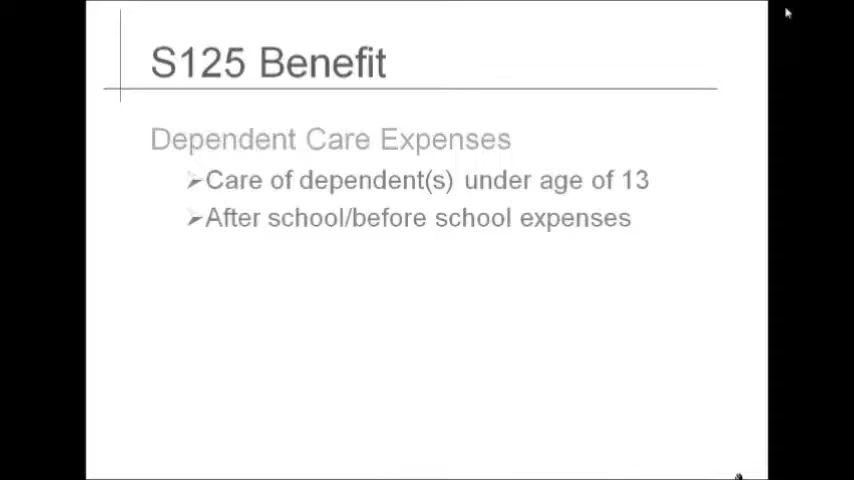 S125 Benefit
Dependent Care Expenses
➢Care of dependent(s) under age of 13
➢After school/before school expenses